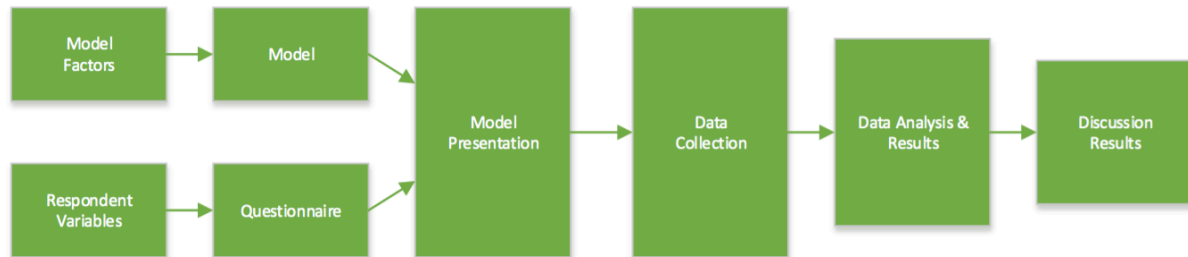 Model
Factors
Model
Respondent
Variables
Questionnaire
Model
Presentation
Data
Collection
Data Analysis &
Results
Discussion
Results